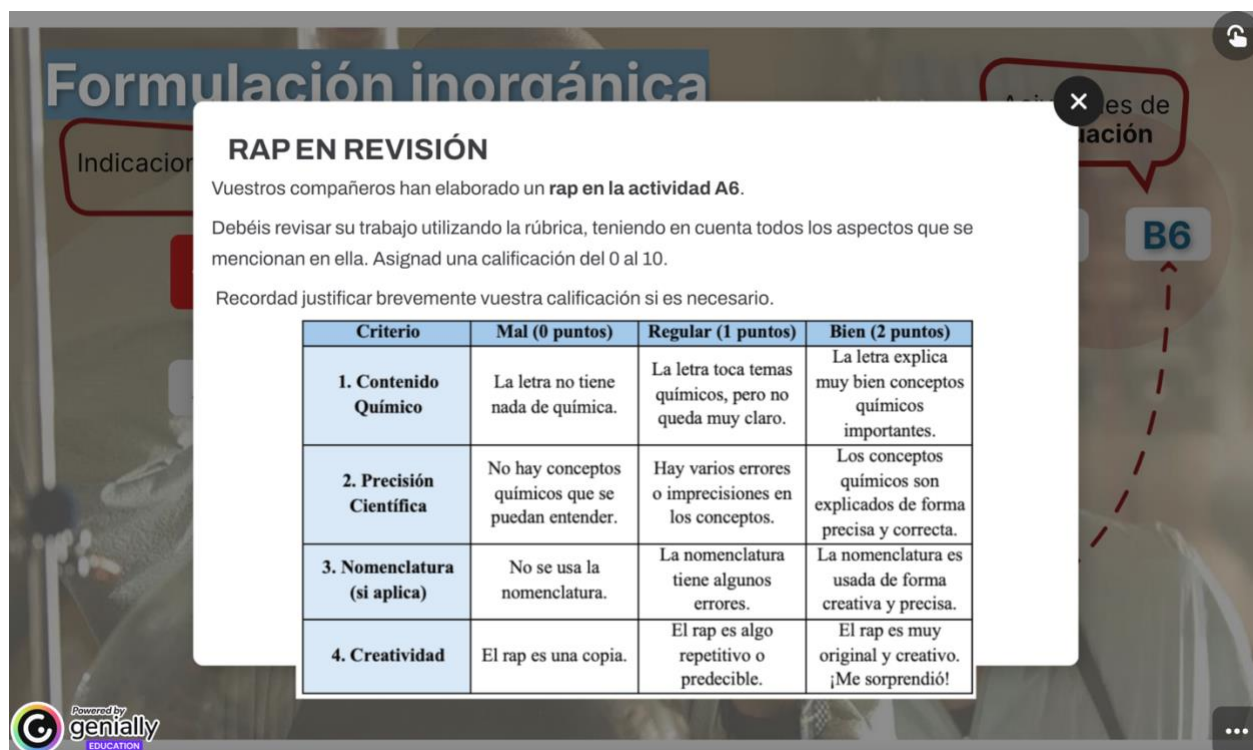 Formulación inorgánica
Indicacion
es de
uación
B6
RAP EN REVISIÓN
Vuestros compañeros han elaborado un rap en la actividad A6.
Debéis revisar su trabajo utilizando la rúbrica, teniendo en cuenta todos los aspectos que se
mencionan en ella. Asignad una calificación del 0 al 10.
Recordad justificar brevemente vuestra calificación si es necesario.
Criterio
Mal (0 puntos)
Regular (1 puntos)
Bien (2 puntos)
1. Contenido
Químico
La letra no tiene
nada de química.
La letra toca temas
químicos, pero no
queda muy claro.
La letra explica
muy bien conceptos
químicos
importantes.
2. Precisión
Científica
No hay conceptos
químicos que se
puedan entender.
Hay varios errores
o imprecisiones en
los conceptos.
Los conceptos
químicos son
explicados de forma
precisa y correcta.
3. Nomenclatura
(si aplica)
No se usa la
nomenclatura.
La nomenclatura
tiene algunos
errores.
La nomenclatura es
usada de forma
creativa y precisa.
4. Creatividad
El rap es una copia.
El rap es algo
repetitivo o
predecible.
El rap es muy
original y creativo.
¡Me sorprendió!
Powered by
genially
EDUCATION